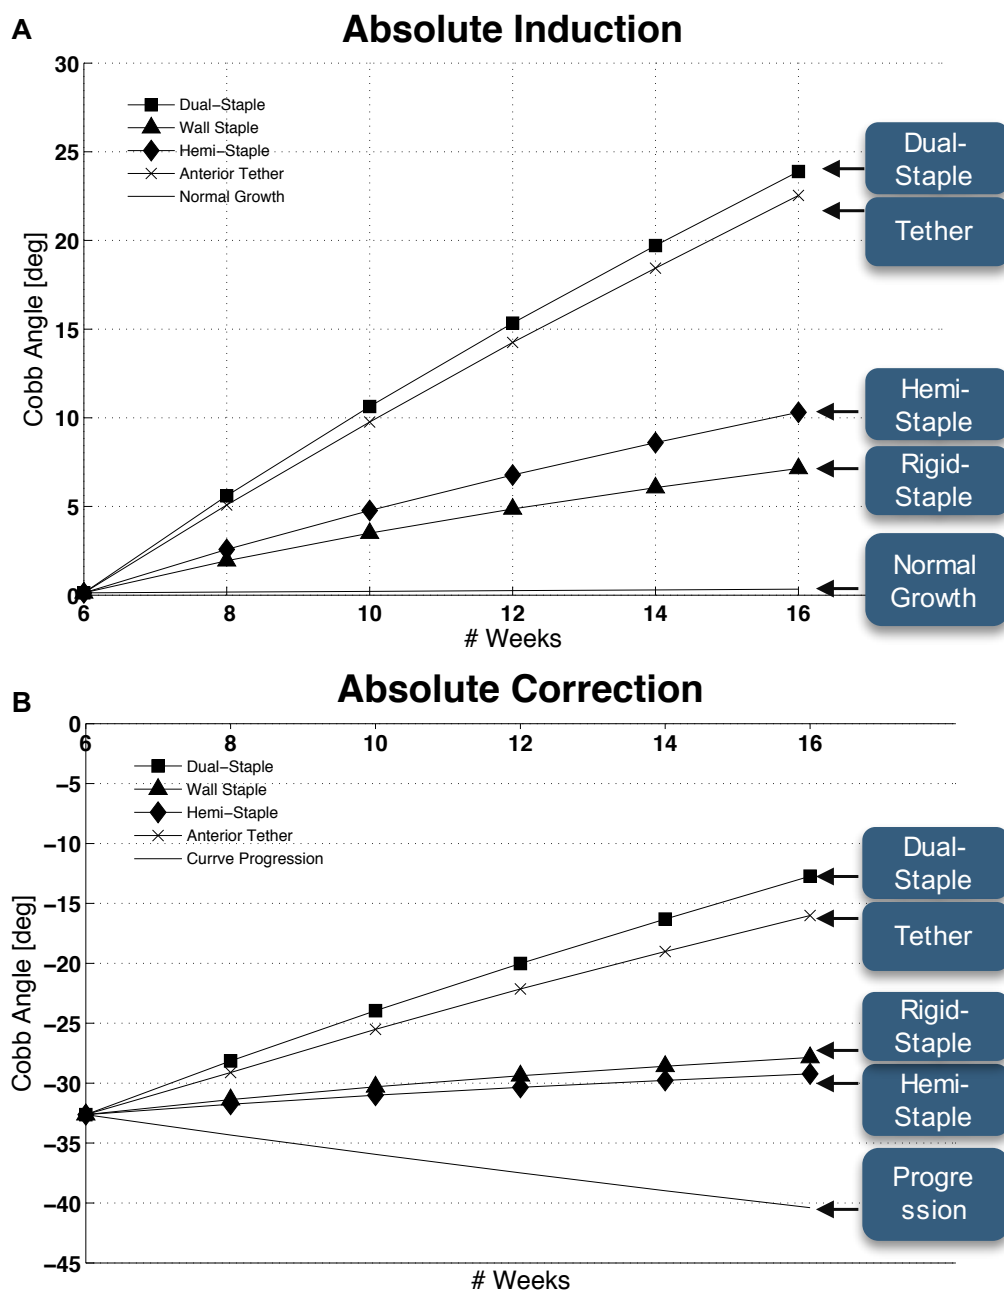 A
Absolute Induction
30
25
20
15
10
5
0
Cobb Angle [deg]
Dual-Staple
Wall Staple
Hemi-Staple
Anterior Tether
Normal Growth
6 8 10 12 14 16
# Weeks
Dual-
Staple
Tether
Hemi-
Staple
Rigid-
Staple
Normal
Growth
B
Absolute Correction
0
6 8 10 12 14 16
-5
-10
-15
-20
-25
-30
-35
-40
-45
Cobb Angle [deg]
Dual-Staple
Wall Staple
Hemi-Staple
Anterior Tether
Currve Progression
# Weeks
Dual-
Staple
Tether
Rigid-
Staple
Hemi-
Staple
Progre
ssion